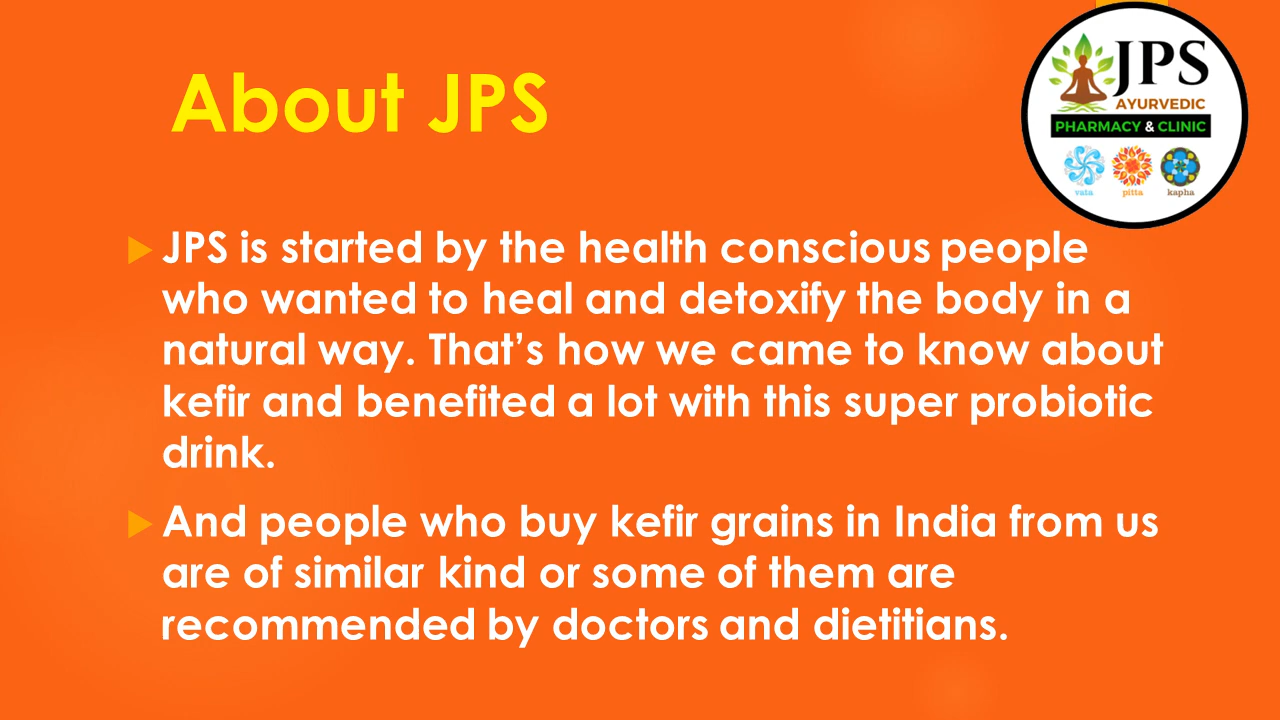 About JPS
JPS
AYURVEDIC
PHARMACY & CLINIC
vata pitta kapha
JPS is started by the health conscious people
who wanted to heal and detoxify the body in a
natural way. That’s how we came to know about
kefir and benefited a lot with this super probiotic
drink.
And people who buy kefir grains in India from us
are of similar kind or some of them are
recommended by doctors and dietitians.